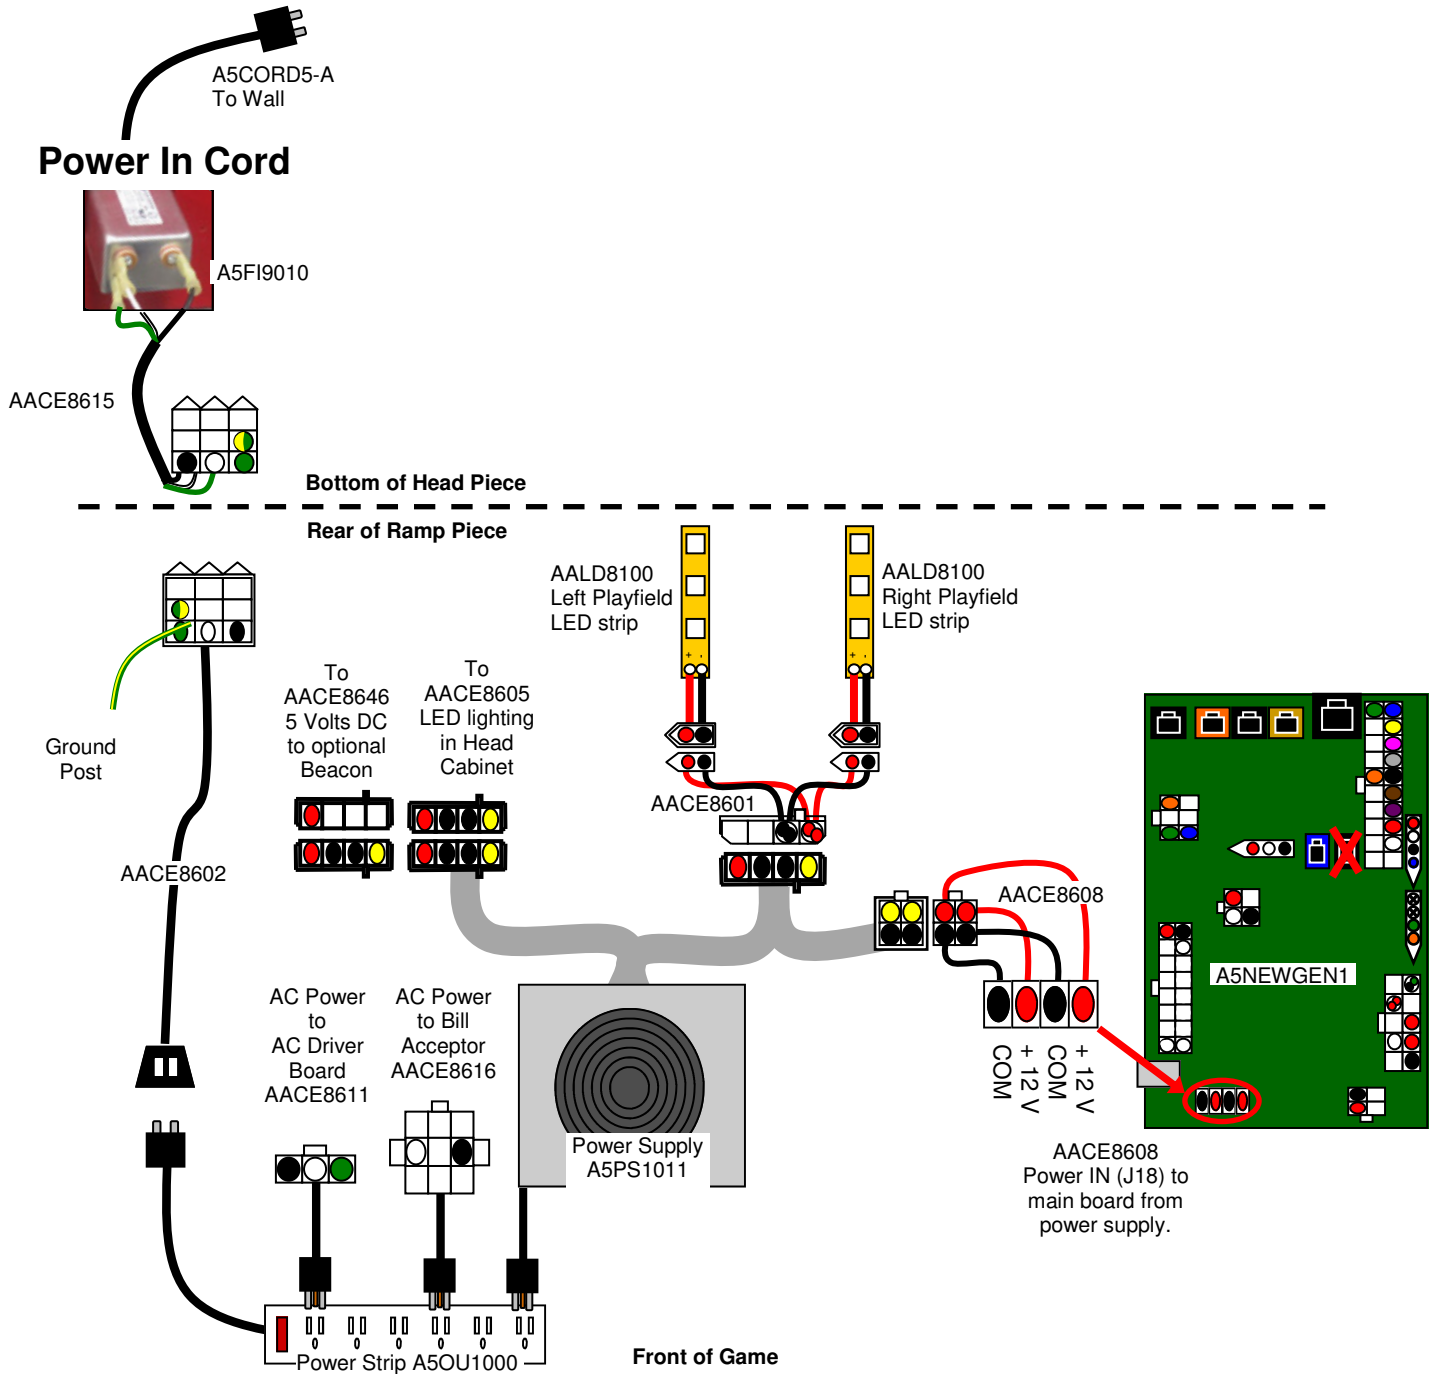 A5CORD5-A
To Wall
Power In Cord
A5FI9010
AACE8615
Bottom of Head Piece
Rear of Ramp Piece
AALD8100
Left Playfield
LED strip
+ -
AALD8100
Right Playfield
LED strip
+ -
To
AACE8646
5 Volts DC
to optional
Beacon
To
AACE8605
LED lighting
in Head
Cabinet
Ground
Post
AACE8601
AACE8602
AACE8608
A5NEWGEN1
AC Power
to
AC Driver
Board
AACE8611
AC Power
to Bill
Acceptor
AACE8616
COM
+ 12 V
COM
+ 12 V
Power Supply
A5PS1011
AACE8608
Power IN (J18) to
main board from
power supply.
Power Strip A5OU1000
Front of Game